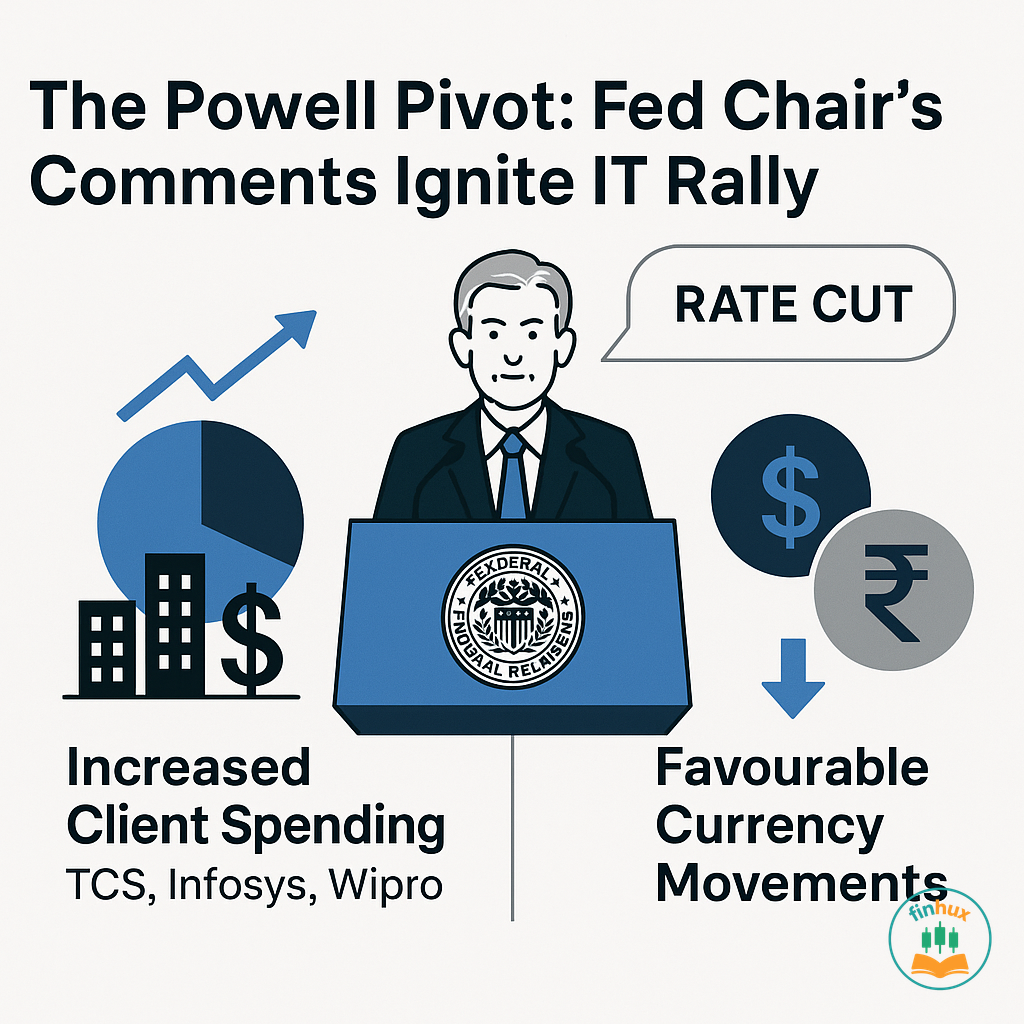 The Powell Pivot: Fed Chair's
Comments Ignite IT Rally
RATE CUT
$
₹
FEXDERAL
FNOGAAL RELAISENS
$
Increased
Client Spending
TCS, Infosys, Wipro
Favourable
Currency
Movements
finhux